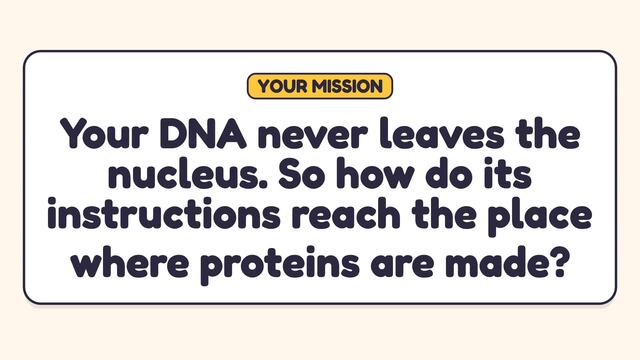 YOUR MISSION
Your DNA never leaves the
nucleus. So how do its
instructions reach the place
where proteins are made?